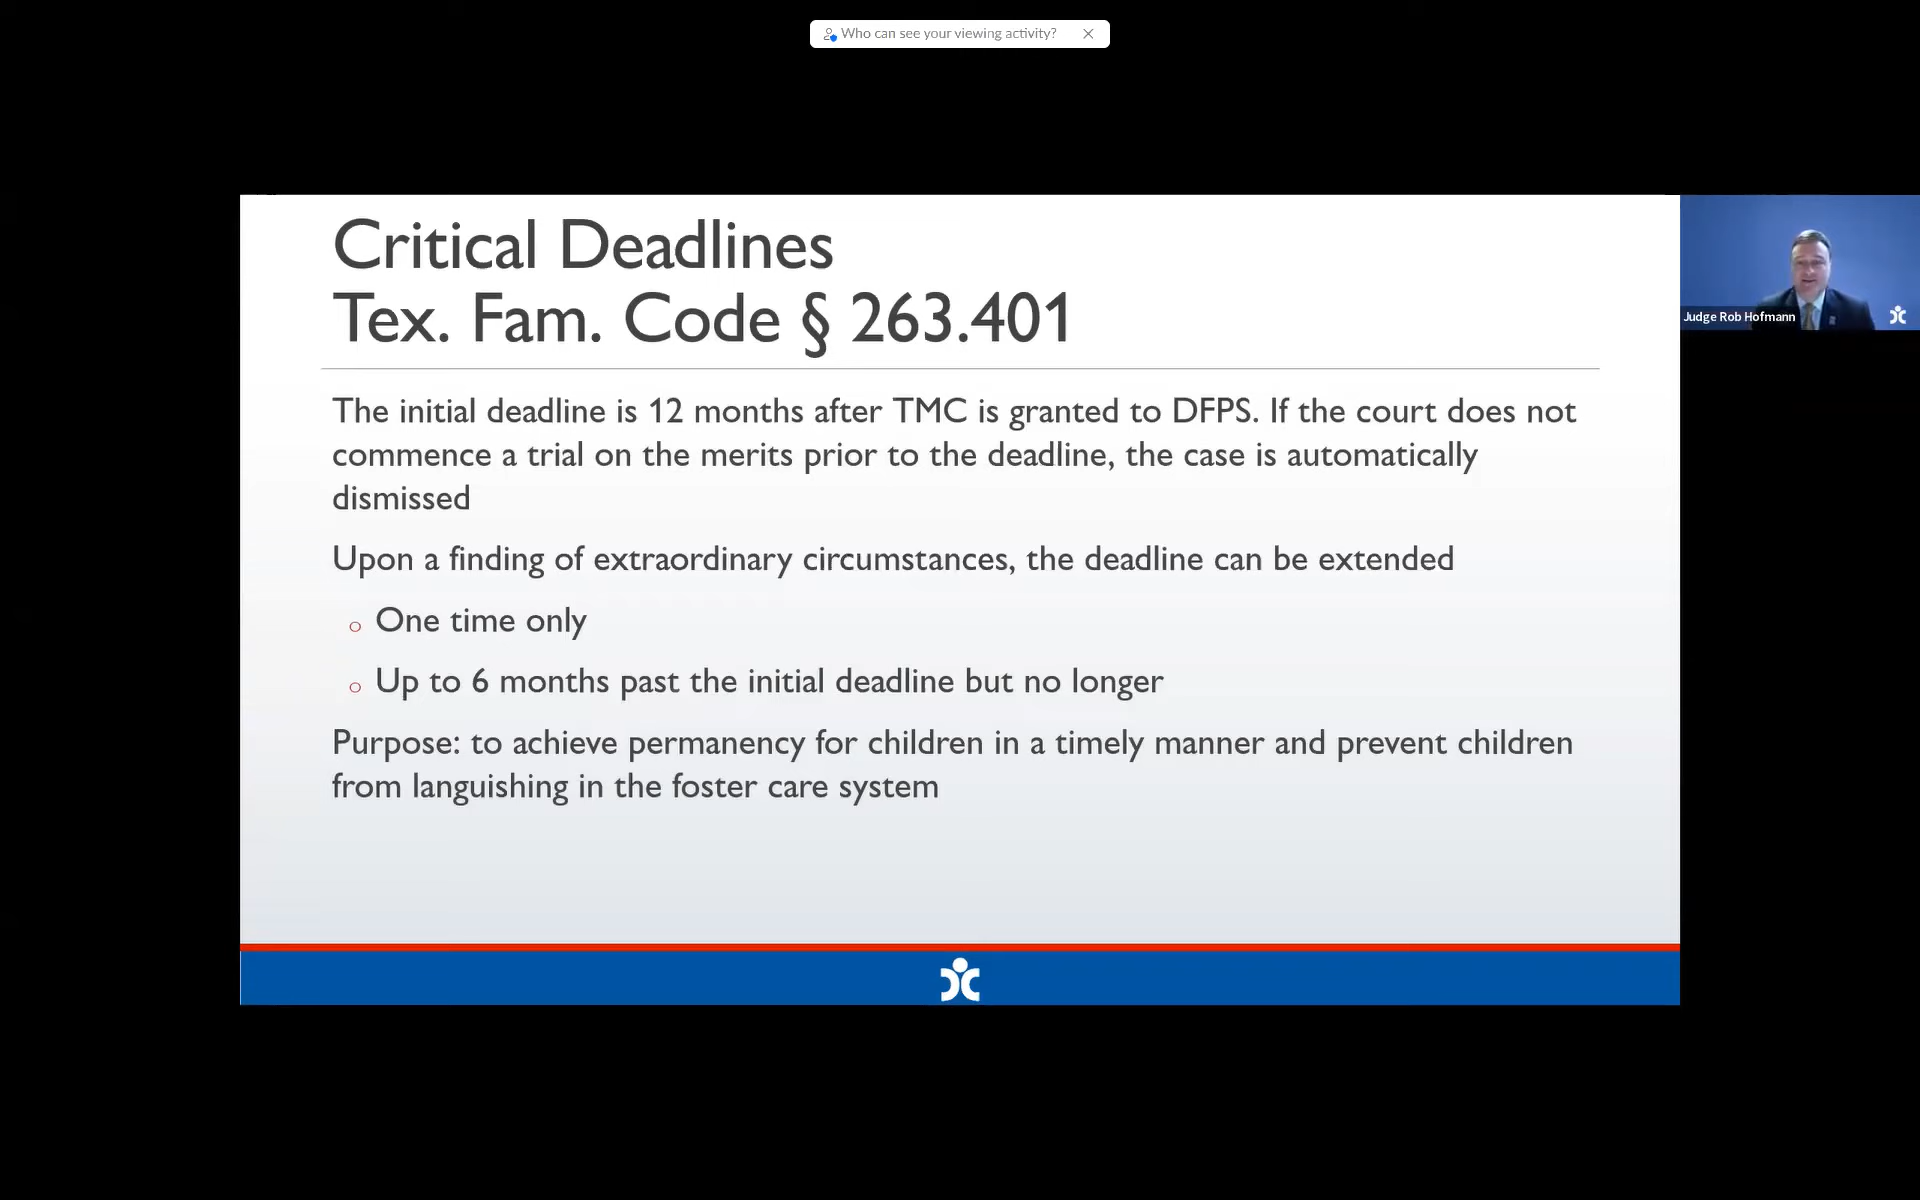 Who can see your viewing activity?
Critical Deadlines
Tex. Fam. Code § 263.401
Judge Rob Hofmann
The initial deadline is 12 months after TMC is granted to DFPS. If the court does not
commence a trial on the merits prior to the deadline, the case is automatically
dismissed
Upon a finding of extraordinary circumstances, the deadline can be extended
One time only
Up to 6 months past the initial deadline but no longer
Purpose: to achieve permanency for children in a timely manner and prevent children
from languishing in the foster care system